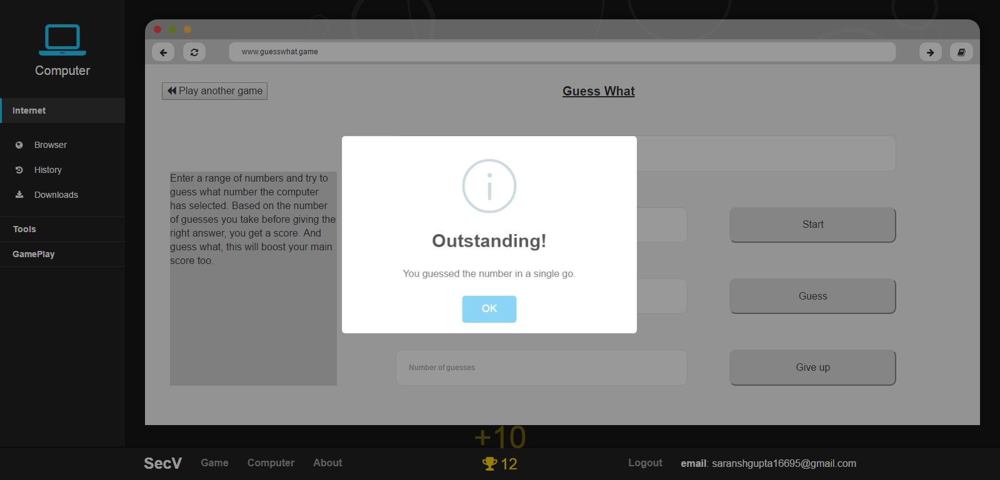 Computer
Internet
Browser
History
Downloads
Tools
GamePlay
www.guesswhat.game
Play another game
Guess What
Enter a range of numbers and try to
guess what number the computer
has selected. Based on the number
of guesses you take before giving the
right answer, you get a score. And
guess what, this will boost your main
score too.
Outstanding!
You guessed the number in a single go.
OK
Start
Guess
Number of guesses
Give up
+10
SecV
Game
Computer
About
12
Logout
email: saranshgupta16695@gmail.com